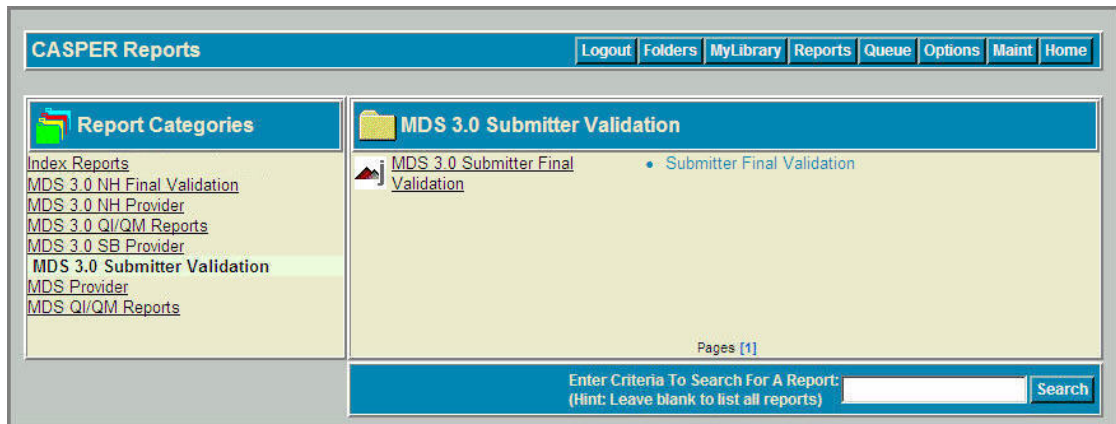 CASPER Reports
Logout Folders MyLibrary Reports Queue Options Maint Home
Report Categories
Index Reports
MDS 3.0 NH Final Validation
MDS 3.0 NH Provider
MDS 3.0 QI/QM Reports
MDS 3.0 SB Provider
MDS 3.0 Submitter Validation
MDS Provider
MDS QI/QM Reports
MDS 3.0 Submitter Validation
MDS 3.0 Submitter Final
Validation
• Submitter Final Validation
Pages [1]
Enter Criteria To Search For A Report:
(Hint: Leave blank to list all reports)
Search